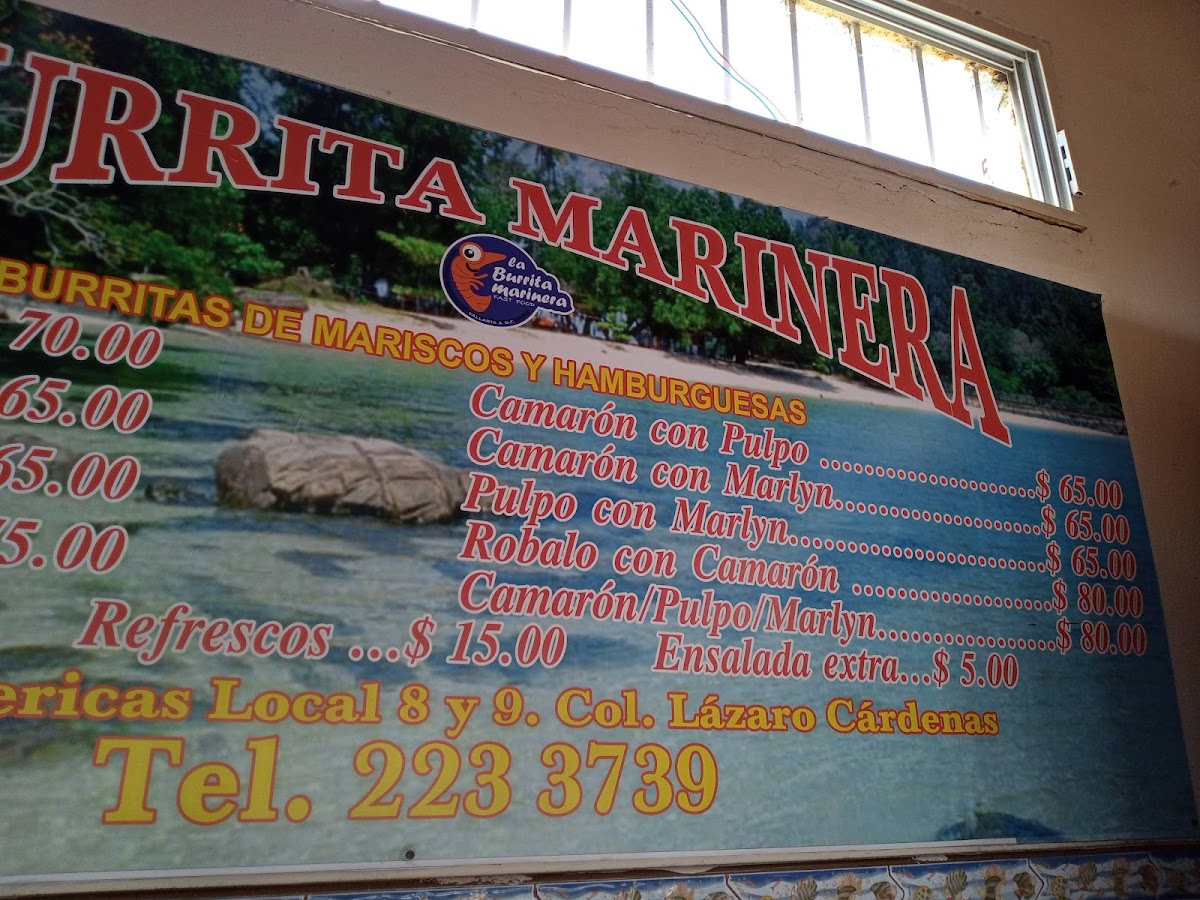 URRITA MARINERA
la
Burrita
marinera
FAST FOOD
VALLARTA & G.C.
BURRITAS DE MARISCOS Y HAMBURGUESAS
70.00
65.00
65.00
75.00
Camarón con Pulpo ........................$ 65.00
Camarón con Marlyn.......................$ 65.00
Pulpo con Marlyn............................$ 65.00
Robalo con Camarón ......................$ 80.00
Camarón/Pulpo/Marlyn...................$ 80.00
Refrescos ...$ 15.00
Ensalada extra...$ 5.00
ericas Local 8 y 9. Col. Lázaro Cárdenas
Tel. 223 3739